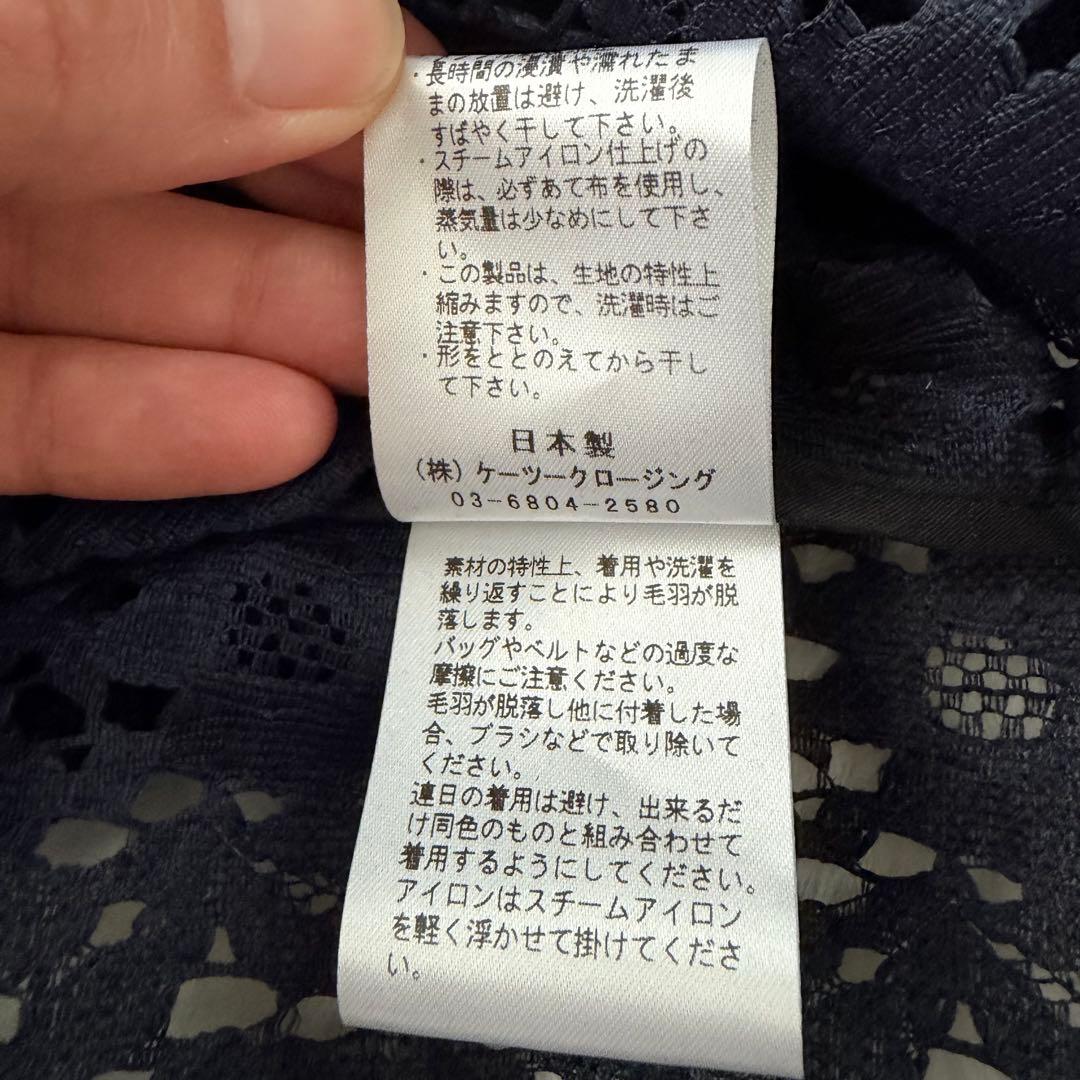 ・長時間の浸漬や濡れたま
まの放置は避け、洗濯後
すばやく干して下さい。
・スチームアイロン仕上げの
際は、必ずあて布を使用し、
蒸気量は少なめにして下さ
い。
・この製品は、生地の特性上
縮みますので、洗濯時はご
注意下さい。
・形をととのえてから干し
て下さい。
日本製
(株)ケーツークロージング
03-6804-2580
素材の特性上、着用や洗濯を
繰り返すことにより毛羽が脱
落します。
バッグやベルトなどの過度な
摩擦にご注意ください。
毛羽が脱落し他に付着した場
合、ブラシなどで取り除いて
ください。
連日の着用は避け、出来るだ
け同色のものと組み合わせて
着用するようにしてください。
アイロンはスチームアイロン
を軽く浮かせて掛けてくださ
い。